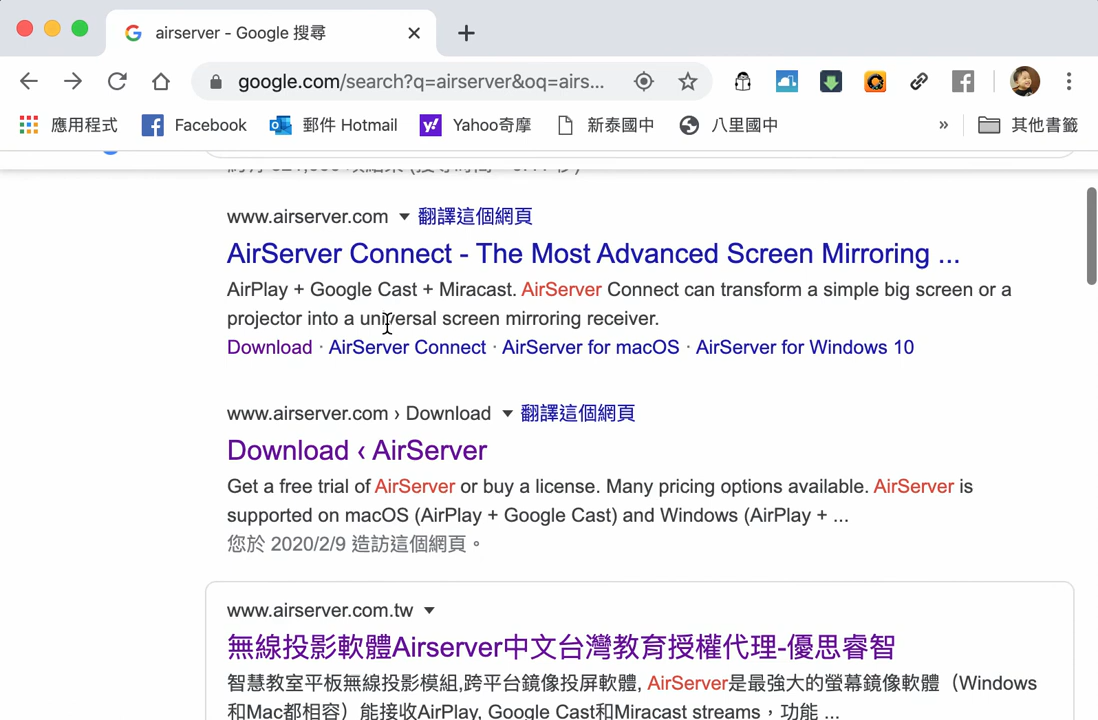 airserver - Google 搜尋
google.com/search?q=airserver&oq=airs...
應用程式 Facebook 郵件 Hotmail Yahoo奇摩 新泰國中 八里國中 » 其他書籤
www.airserver.com 翻譯這個網頁
AirServer Connect - The Most Advanced Screen Mirroring ...
AirPlay + Google Cast + Miracast. AirServer Connect can transform a simple big screen or a
projector into a universal screen mirroring receiver.
Download · AirServer Connect · AirServer for macOS · AirServer for Windows 10
www.airserver.com › Download 翻譯這個網頁
Download ‹ AirServer
Get a free trial of AirServer or buy a license. Many pricing options available. AirServer is
supported on macOS (AirPlay + Google Cast) and Windows (AirPlay + ...
您於 2020/2/9 造訪這個網頁。
www.airserver.com.tw
無線投影軟體Airserver中文台灣教育授權代理-優思睿智
智慧教室平板無線投影模組,跨平台鏡像投屏軟體, AirServer是最強大的螢幕鏡像軟體（Windows
和Mac都相容）能接收AirPlay, Google Cast和Miracast streams，功能 ...